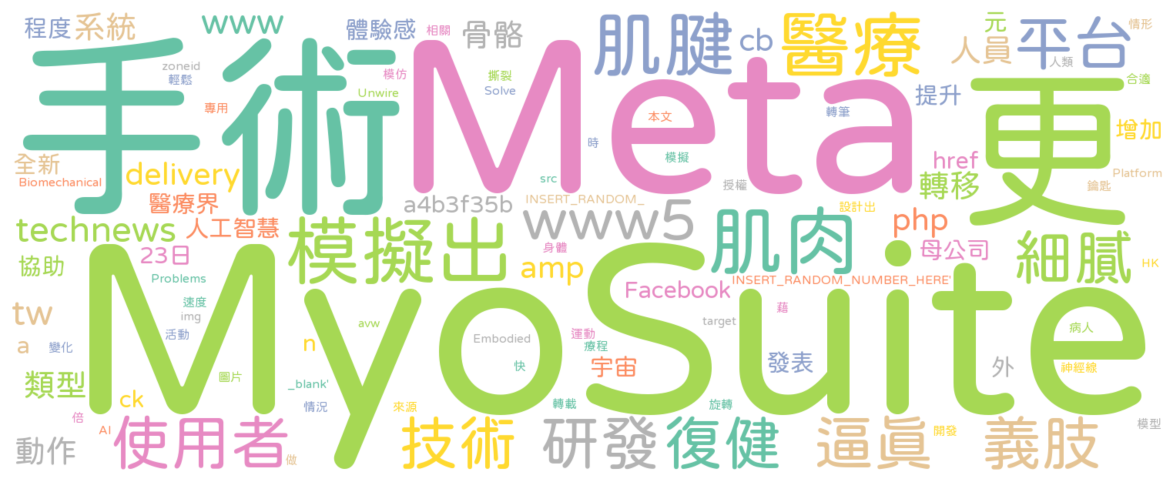 程度
系統
www
體驗感
相關
骨骼
肌腱
cb
醫療
元
人員
平台
情形
人類
zoneid
輕鬆
模仿
Unwire
撕裂
Solve
手術
Meta
更
提升
合適
專用
本文
轉筆
增加
時
模擬
全新
Biomechanical
delivery
醫療界
src
授權
href
轉移
Platform
鑰匙
a4b3f35b
INSERT_RANDOM_
設計出
technews
人工智慧
www5
php
23日
模擬出
身體
肌肉
母公司
細膩
協助
Problems
amp
HK
INSERT_RANDOM_NUMBER_HERE'
MyoSuite
速度
img
Facebook
藉
tw
活動
avw
target
病人
a
變化
n
Embodied
運動
療程
宇宙
發表
外
神經線
快
類型
圖片
_blank'
ck
情況
來源
轉載
旋轉
倍
AI
使用者
技術
研發
復健
逼真
開發
義肢
模型
動作
做